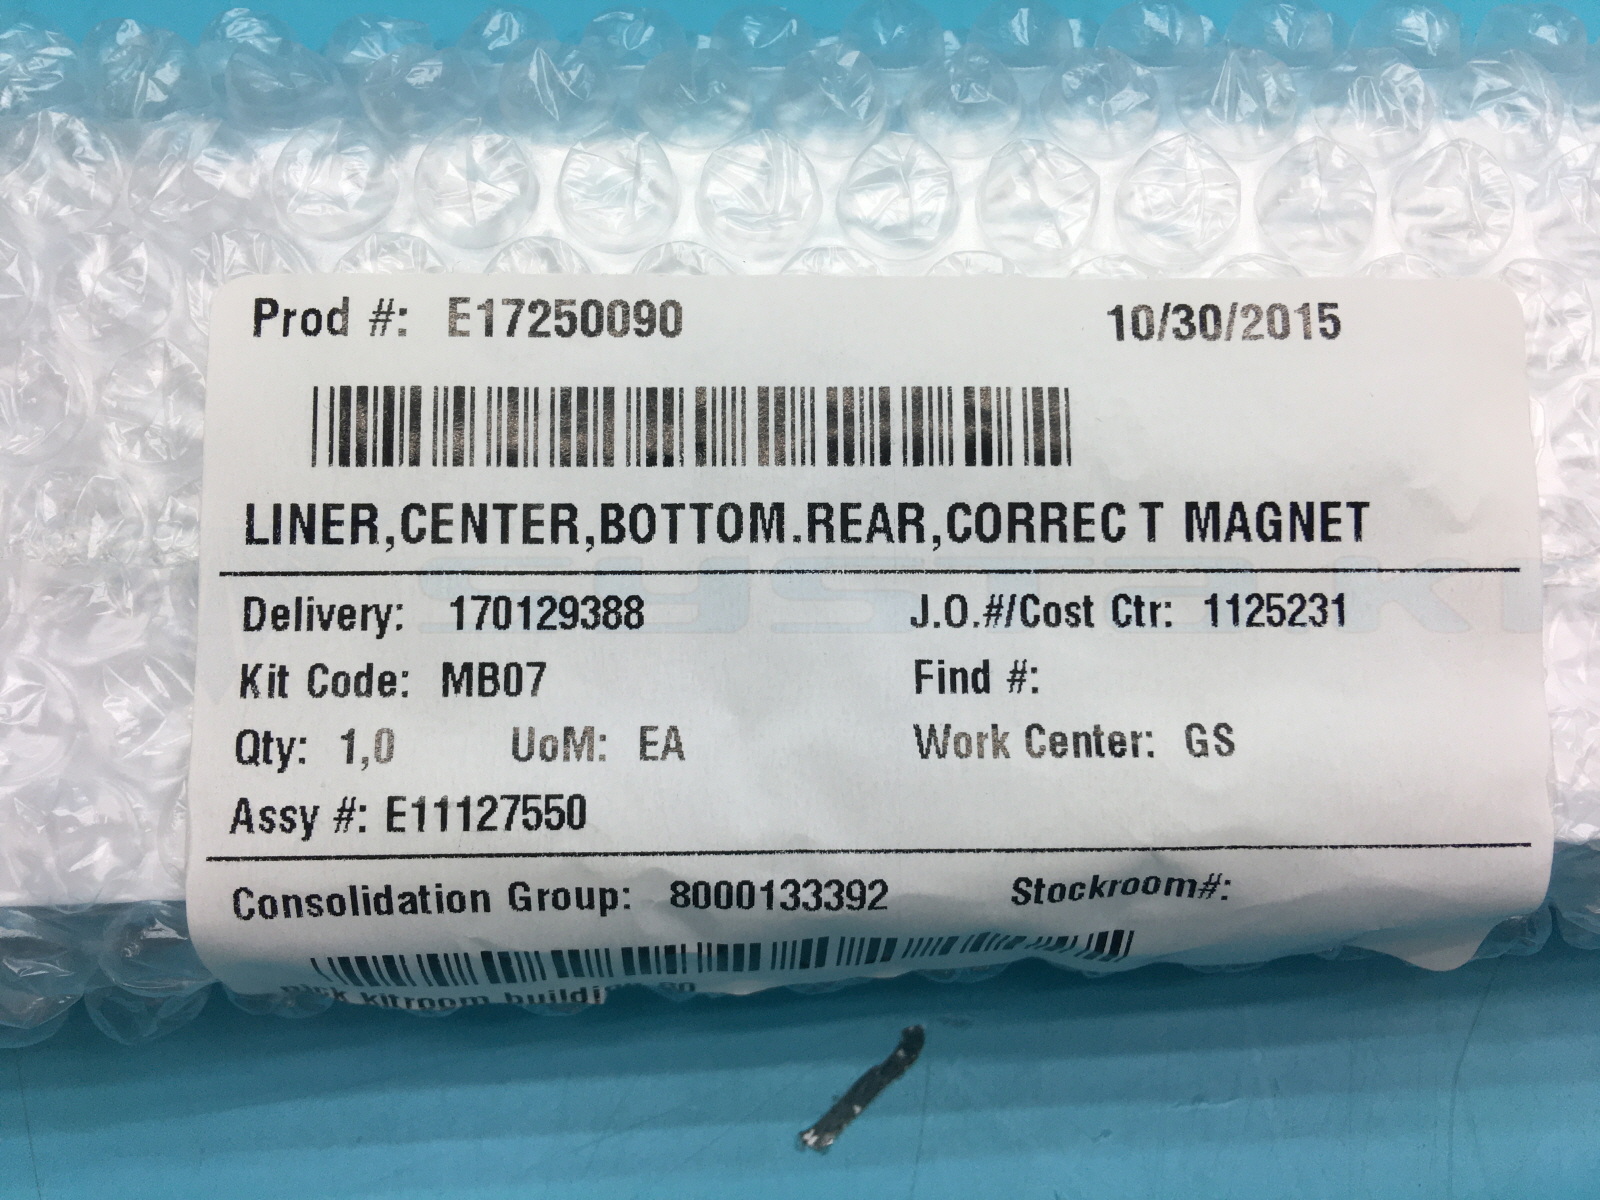 Prod #: E17250090 10/30/2015
LINER,CENTER,BOTTOM.REAR,CORREC T MAGNET
Delivery: 170129388 J.O.#/Cost Ctr: 1125231
Kit Code: MB07 Find #:
Qty: 1,0 UoM: EA Work Center: GS
Assy #: E11127550
Consolidation Group: 8000133392 Stockroom#:
kitroom